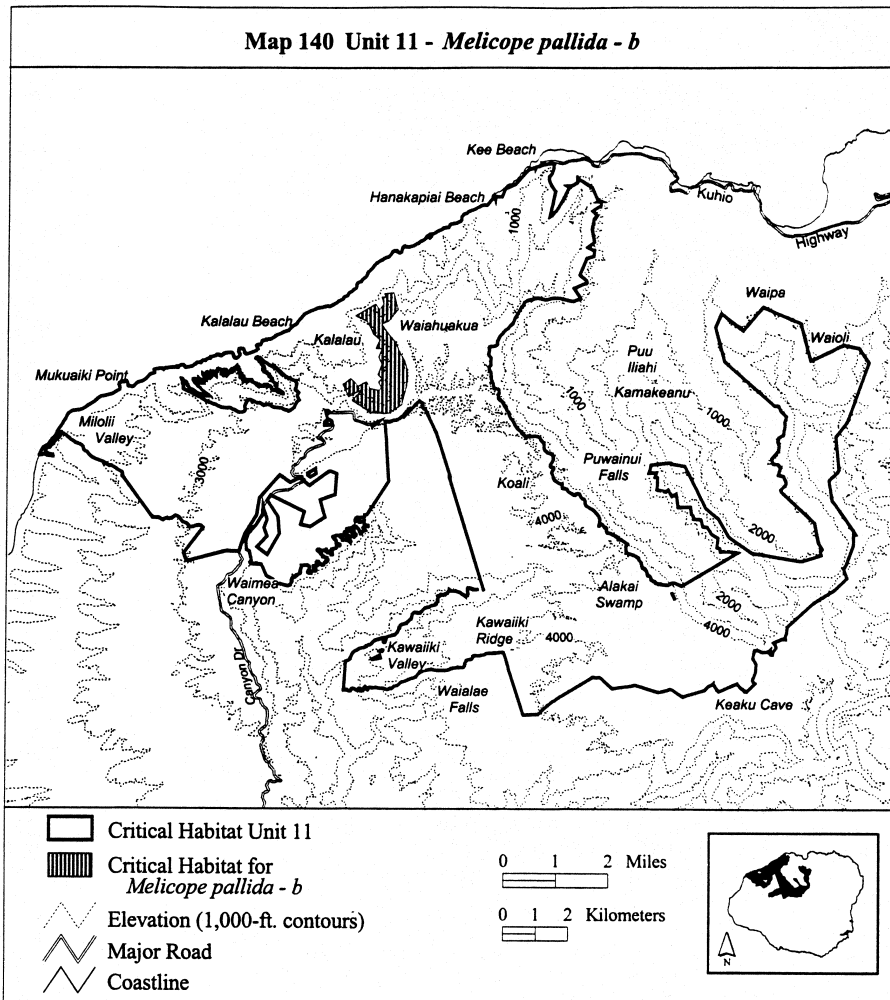 Map 140 Unit 11 - Melicope pallida - b
Kee Beach
Hanakapiai Beach
Kuhio
Highway
1000
Waipa
Kalalau Beach
Kalalau
Waiahuakua
Waioli
Puu
Iliahi
Mukuaiki Point
Kamakeanu
1000
1000
Milolii
Valley
Puwainui
Falls
3000
Koali
4000
2000
Waimea
Canyon
Alakai
Swamp
2000
Kawaiiki
Ridge
4000
4000
Kawaiiki
Valley
Canyon Dr
Waialae
Falls
Keaku Cave
Critical Habitat Unit 11
Critical Habitat for
Melicope pallida - b
Elevation (1,000-ft. contours)
Major Road
Coastline
0 1 2 Miles
0 1 2 Kilometers
N